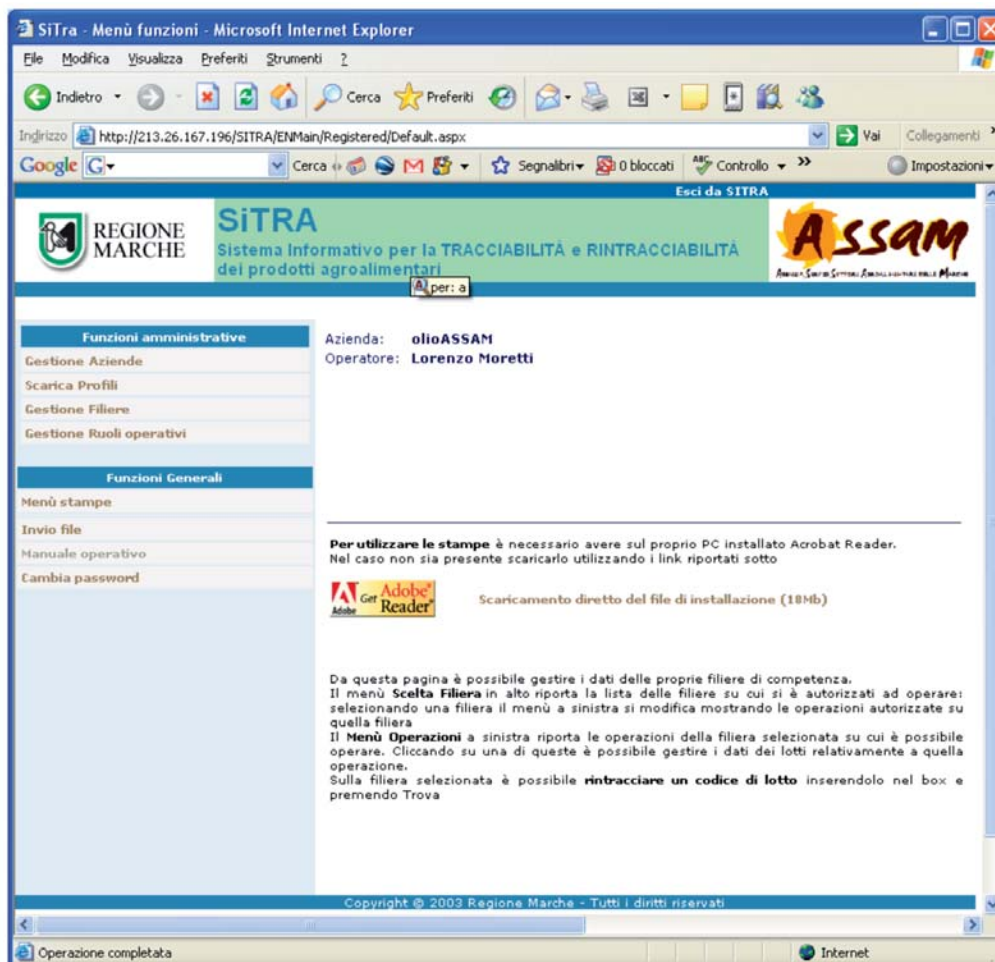 SiTra - Menù funzioni - Microsoft Internet Explorer
File Modifica Visualizza Preferiti Strumenti ?
Indietro Cerca Preferiti
Indirizzo http://213.26.167.196/SITRA/ENMain/Registered/Default.aspx Vai Collegamenti »
Google G Cerca Segnalibri 0 bloccati ABC Controllo » Impostazioni
Esci da SITRA
REGIONE
MARCHE
SiTRA
Sistema Informativo per la TRACCIABILITÀ e RINTRACCIABILITÀ
dei prodotti agroalimentari
ASSAM
per: a
Funzioni amministrative
Gestione Aziende
Scarica Profili
Gestione Filiere
Gestione Ruoli operativi
Funzioni Generali
Menù stampe
Invio file
Manuale operativo
Cambia password
Azienda: olioASSAM
Operatore: Lorenzo Moretti
Per utilizzare le stampe è necessario avere sul proprio PC installato Acrobat Reader.
Nel caso non sia presente scaricarlo utilizzando i link riportati sotto
Adobe Get Adobe Reader
Scaricamento diretto del file di installazione (18Mb)
Da questa pagina è possibile gestire i dati delle proprie filiere di competenza.
Il menù Scelta Filiera in alto riporta la lista delle filiere su cui si è autorizzati ad operare:
selezionando una filiera il menù a sinistra si modifica mostrando le operazioni autorizzate su
quella filiera
Il Menù Operazioni a sinistra riporta le operazioni della filiera selezionata su cui è possibile
operare. Cliccando su una di queste è possibile gestire i dati dei lotti relativamente a quella
operazione.
Sulla filiera selezionata è possibile rintracciare un codice di lotto inserendolo nel box e
premendo Trova
Copyright © 2003 Regione Marche - Tutti i diritti riservati
Operazione completata Internet